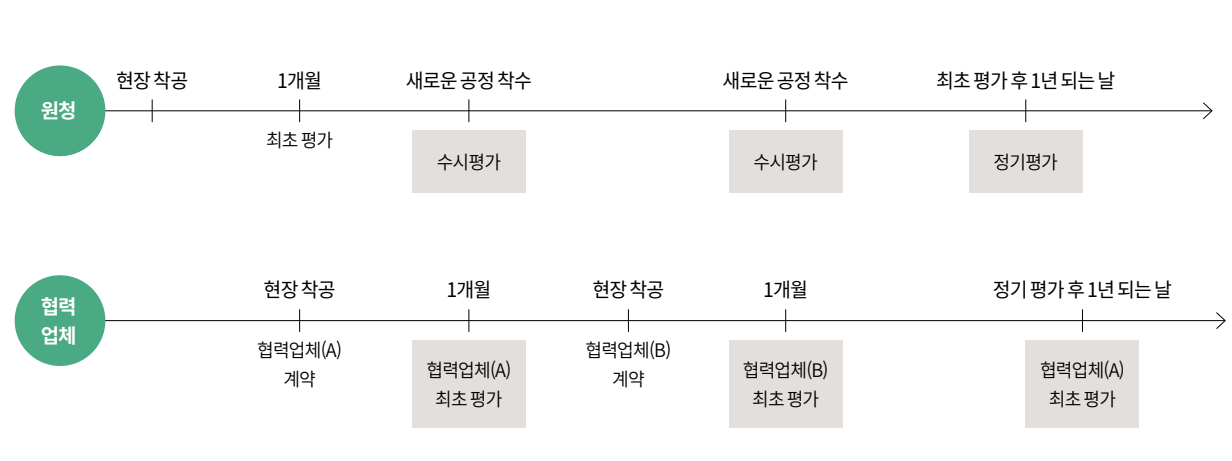 원청
현장 착공
1개월
새로운 공정 착수
새로운 공정 착수
최초 평가 후 1년 되는 날
최초 평가
수시평가
수시평가
정기평가
협력
업체
현장 착공
1개월
현장 착공
1개월
정기 평가 후 1년 되는 날
협력업체(A)
계약
협력업체(A)
최초 평가
협력업체(B)
계약
협력업체(B)
최초 평가
협력업체(A)
최초 평가